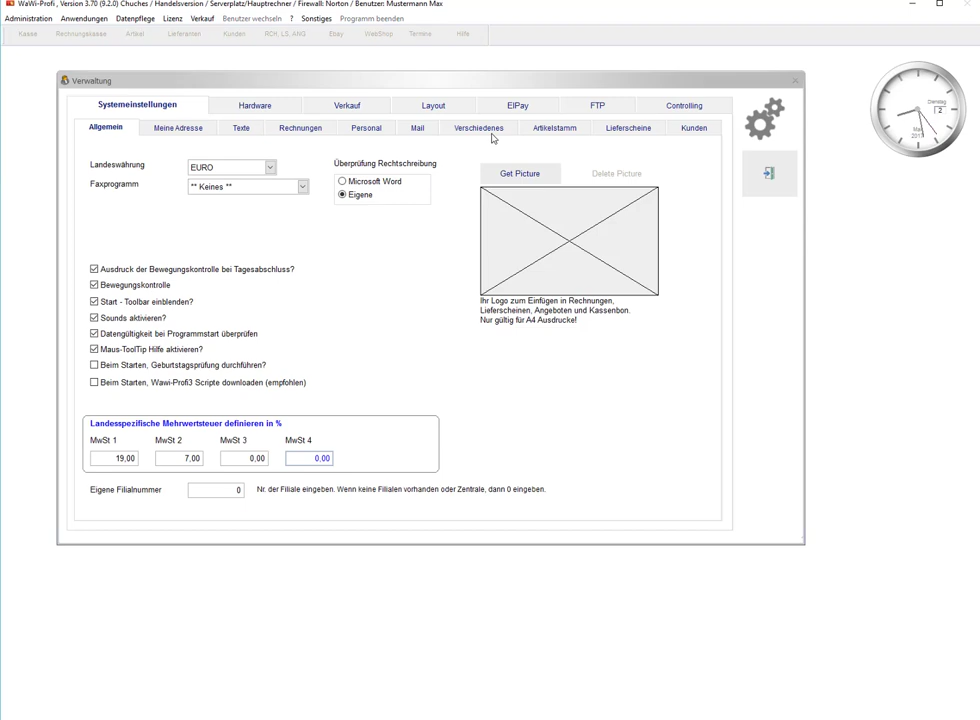 WaWi-Profi , Version 3.70 (9.2.0) Chuches / Handelsversion / Serverplatz/Hauptrechner / Firewall: Norton / Benutzer: Mustermann Max
Administration Anwendungen Datenpflege Lizenz Verkauf Benutzer wechseln ? Sonstiges Programm beenden
Kasse Rechnungskasse Artikel Lieferanten Kunden RCH, LS, ANG Ebay WebShop Termine Hilfe
Verwaltung
Systemeinstellungen Hardware Verkauf Layout ElPay FTP Controlling
Allgemein Meine Adresse Texte Rechnungen Personal Mail Verschiedenes Artikelstamm Lieferscheine Kunden
Dienstag
2
Mai
Landeswährung EURO
Faxprogramm ** Keines **
Überprüfung Rechtschreibung
Microsoft Word
Eigene
Get Picture Delete Picture
Ihr Logo zum Einfügen in Rechnungen,
Lieferscheinen, Angeboten und Kassenbon.
Nur gültig für A4 Ausdrucke!
Ausdruck der Bewegungskontrolle bei Tagesabschluss?
Bewegungskontrolle
Start - Toolbar einblenden?
Sounds aktivieren?
Datengültigkeit bei Programmstart überprüfen
Maus-ToolTip Hilfe aktivieren?
Beim Starten, Geburtstagsprüfung durchführen?
Beim Starten, Wawi-Profi3 Scripte downloaden (empfohlen)
Landesspezifische Mehrwertsteuer definieren in %
MwSt 1 MwSt 2 MwSt 3 MwSt 4
19,00 7,00 0,00 0,00
Eigene Filialnummer 0 Nr. der Filiale eingeben. Wenn keine Filialen vorhanden oder Zentrale, dann 0 eingeben.